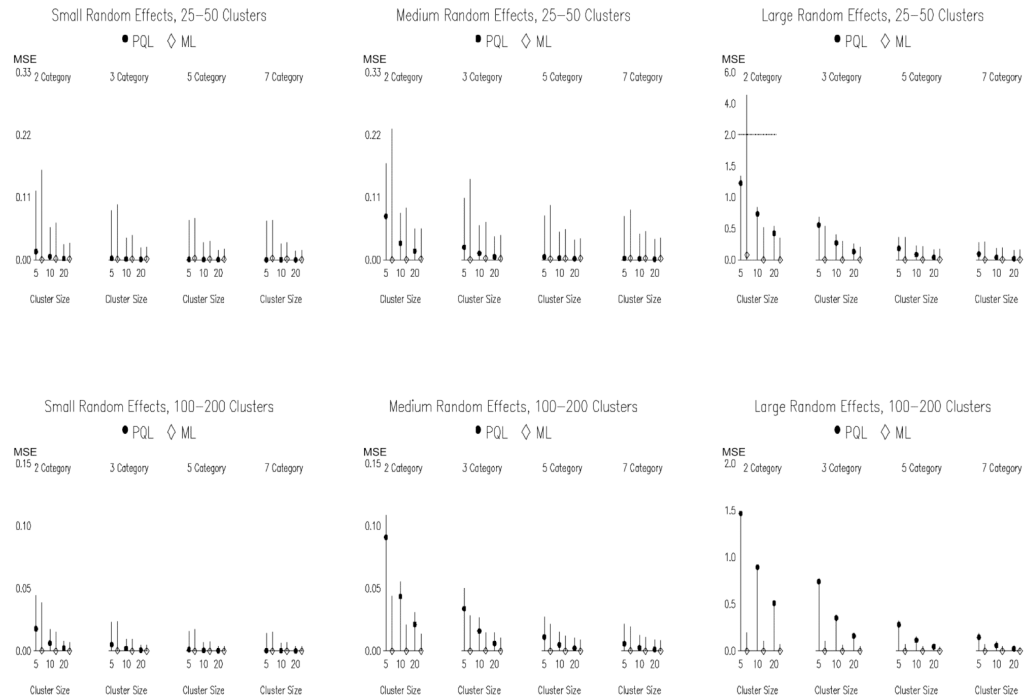 Small Random Effects, 25−50 Clusters
PQL ML
MSE
0.33 2 Category 3 Category 5 Category 7 Category
0.22
0.11
0.00
5 10 20 5 10 20 5 10 20 5 10 20
Cluster Size Cluster Size Cluster Size Cluster Size
Medium Random Effects, 25−50 Clusters
PQL ML
MSE
0.33 2 Category 3 Category 5 Category 7 Category
0.22
0.11
0.00
5 10 20 5 10 20 5 10 20 5 10 20
Cluster Size Cluster Size Cluster Size Cluster Size
Large Random Effects, 25−50 Clusters
PQL ML
MSE
6.0 2 Category 3 Category 5 Category 7 Category
4.0
2.0
1.5
1.0
0.5
0.0
5 10 20 5 10 20 5 10 20 5 10 20
Cluster Size Cluster Size Cluster Size Cluster Size
Small Random Effects, 100−200 Clusters
PQL ML
MSE
0.15 2 Category 3 Category 5 Category 7 Category
0.10
0.05
0.00
5 10 20 5 10 20 5 10 20 5 10 20
Cluster Size Cluster Size Cluster Size Cluster Size
Medium Random Effects, 100−200 Clusters
PQL ML
MSE
0.15 2 Category 3 Category 5 Category 7 Category
0.10
0.05
0.00
5 10 20 5 10 20 5 10 20 5 10 20
Cluster Size Cluster Size Cluster Size Cluster Size
Large Random Effects, 100−200 Clusters
PQL ML
MSE
2.0 2 Category 3 Category 5 Category 7 Category
1.5
1.0
0.5
0.0
5 10 20 5 10 20 5 10 20 5 10 20
Cluster Size Cluster Size Cluster Size Cluster Size